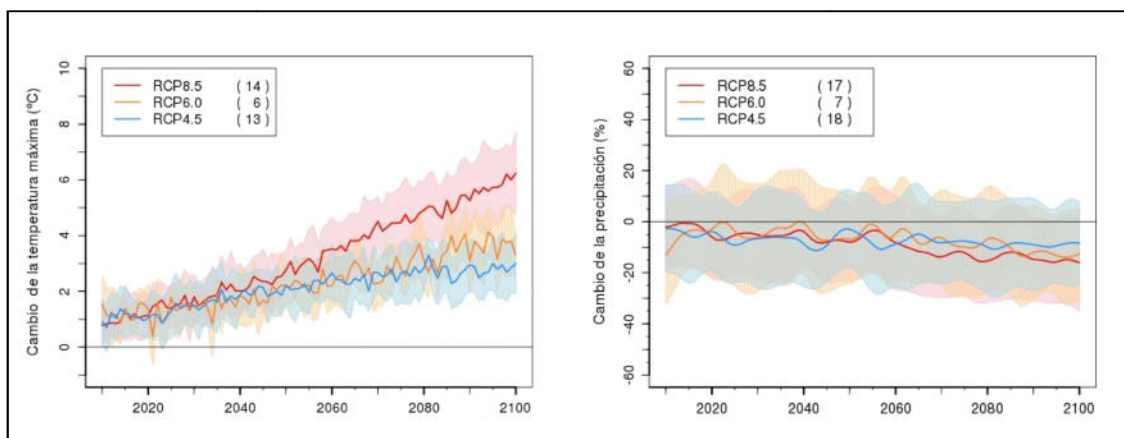 Cambio de la temperatura máxima (ºC)
10
8
6
4
2
0
RCP8.5 ( 14 )
RCP6.0 ( 6 )
RCP4.5 ( 13 )
2020 2040 2060 2080 2100
Cambio de la precipitación (%)
60
40
20
0
-20
-40
-60
RCP8.5 ( 17 )
RCP6.0 ( 7 )
RCP4.5 ( 18 )
2020 2040 2060 2080 2100